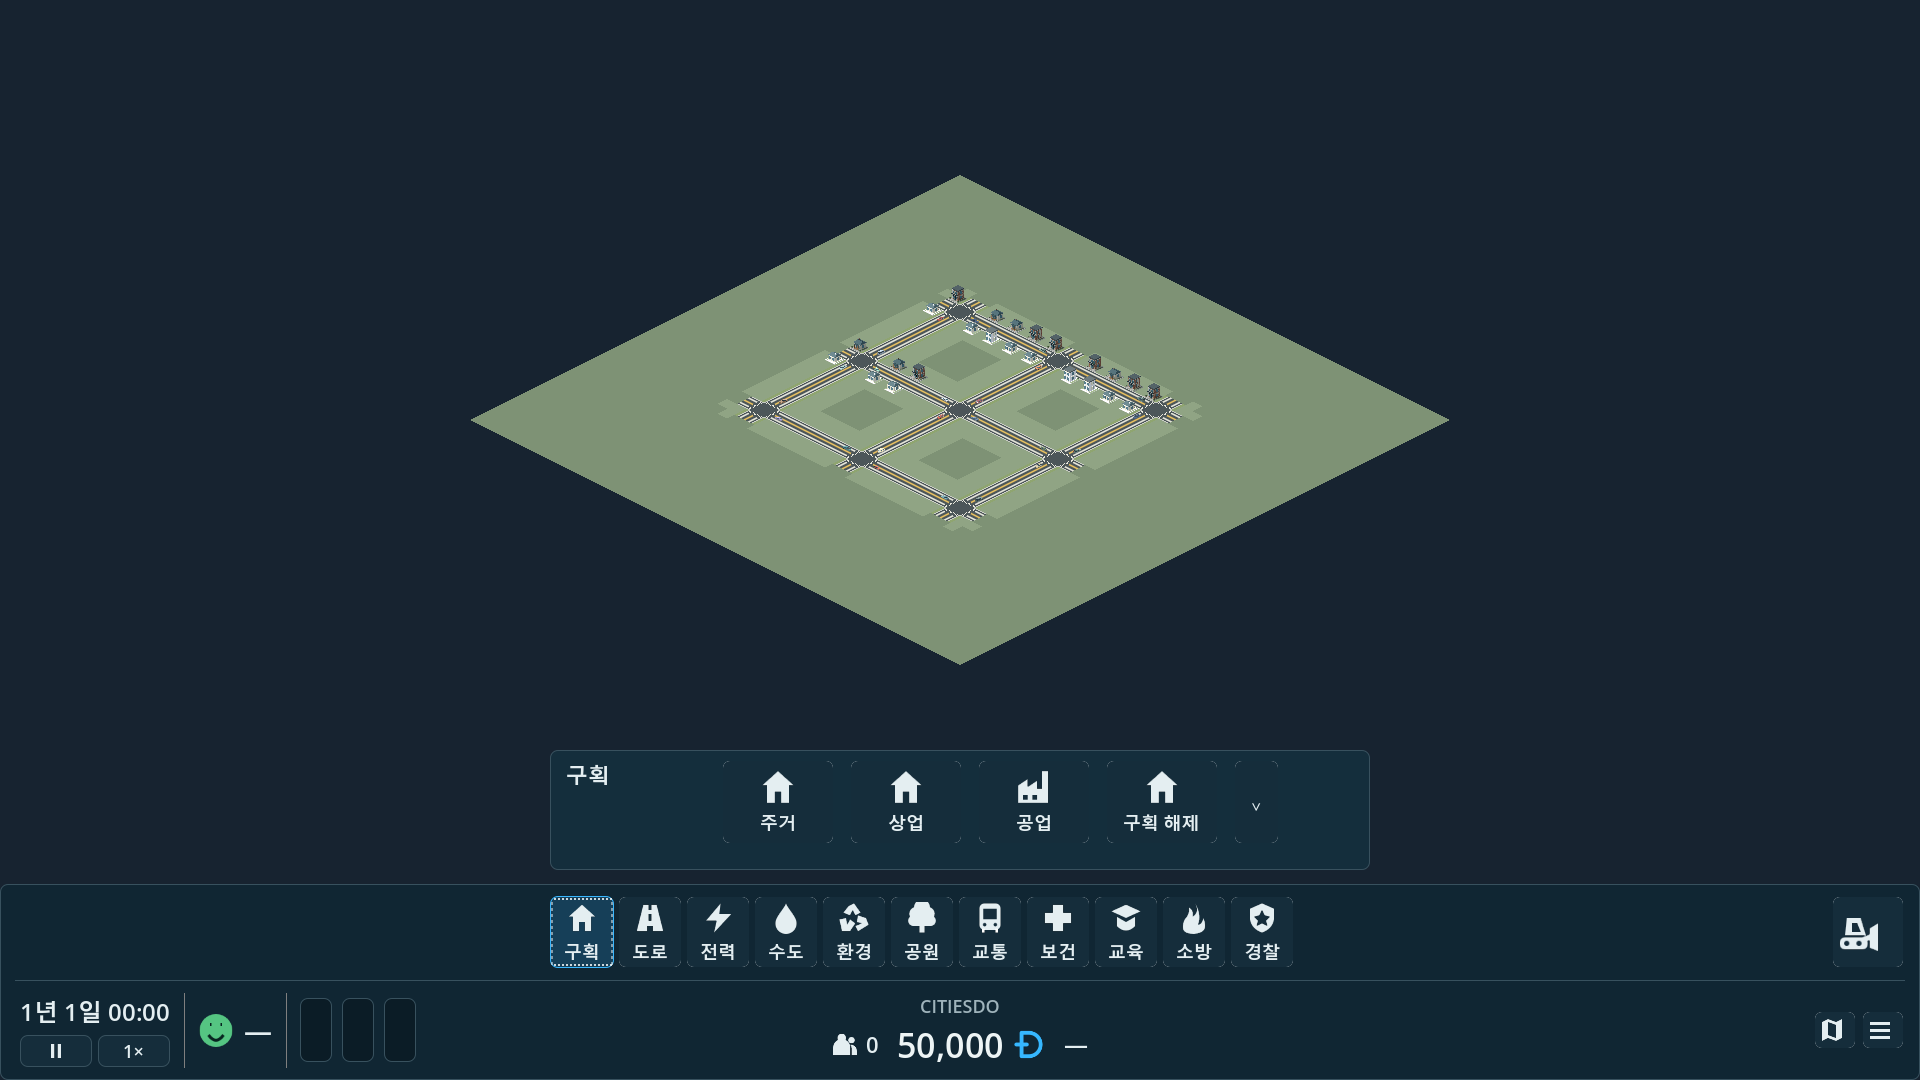 구획
주거
상업
공업
구획 해제
구획
도로
전력
수도
환경
공원
교통
보건
교육
소방
경찰
1년 1일 00:00
1×
—
CITIESDO
0
50,000
—